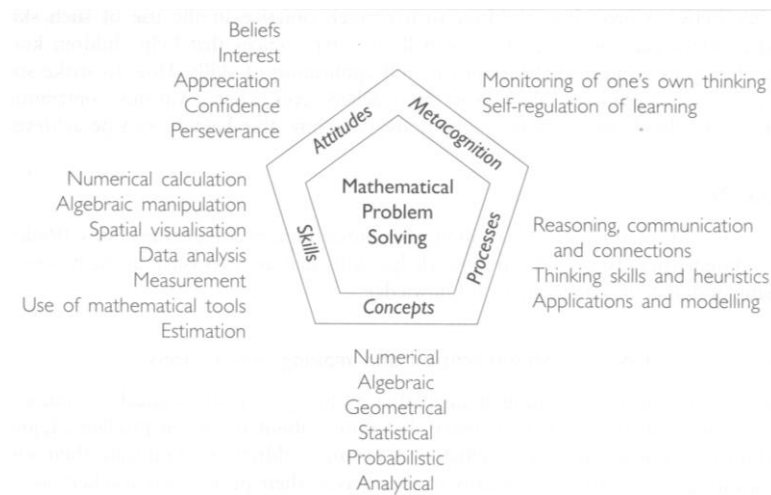 Beliefs
Interest
Appreciation
Confidence
Perseverance
Attitudes
Metacognition
Monitoring of one's own thinking
Self-regulation of learning
Numerical calculation
Algebraic manipulation
Spatial visualisation
Data analysis
Measurement
Use of mathematical tools
Estimation
Skills
Mathematical
Problem
Solving
Processes
Reasoning, communication
and connections
Thinking skills and heuristics
Applications and modelling
Concepts
Numerical
Algebraic
Geometrical
Statistical
Probabilistic
Analytical